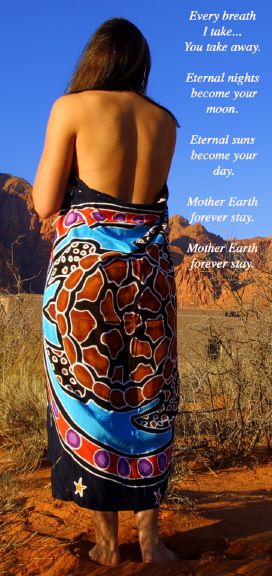 Every breath
I take...
You take away.
Eternal nights
become your
moon.
Eternal suns
become your
day.
Mother Earth
forever stay.
Mother Earth
forever stay.